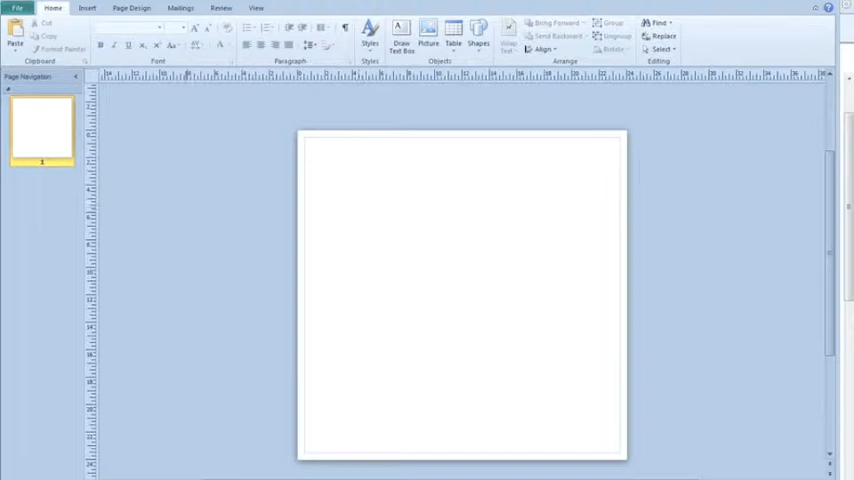 File Home Insert Page Design Mailings Review View
Paste Cut Copy Format Painter
Clipboard
Font
Paragraph
Styles
Styles
Draw Text Box Picture Table Shapes
Objects
Wrap Text Bring Forward Send Backward Align Group Ungroup Rotate
Arrange
Find Replace Select
Editing
Page Navigation
1